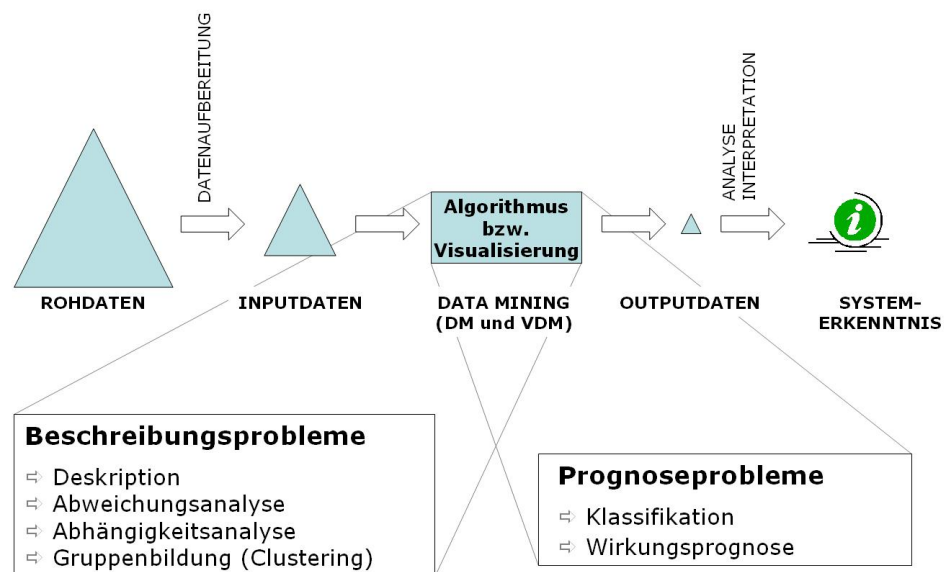 DATENAUFBEREITUNG
ANALYSE
INTERPRETATION
Algorithmus
bzw.
Visualisierung
i
ROHDATEN
INPUTDATEN
DATA MINING
(DM und VDM)
OUTPUTDATEN
SYSTEM-
ERKENNTNIS
Beschreibungsprobleme
⇨ Deskription
⇨ Abweichungsanalyse
⇨ Abhängigkeitsanalyse
⇨ Gruppenbildung (Clustering)
Prognoseprobleme
⇨ Klassifikation
⇨ Wirkungsprognose